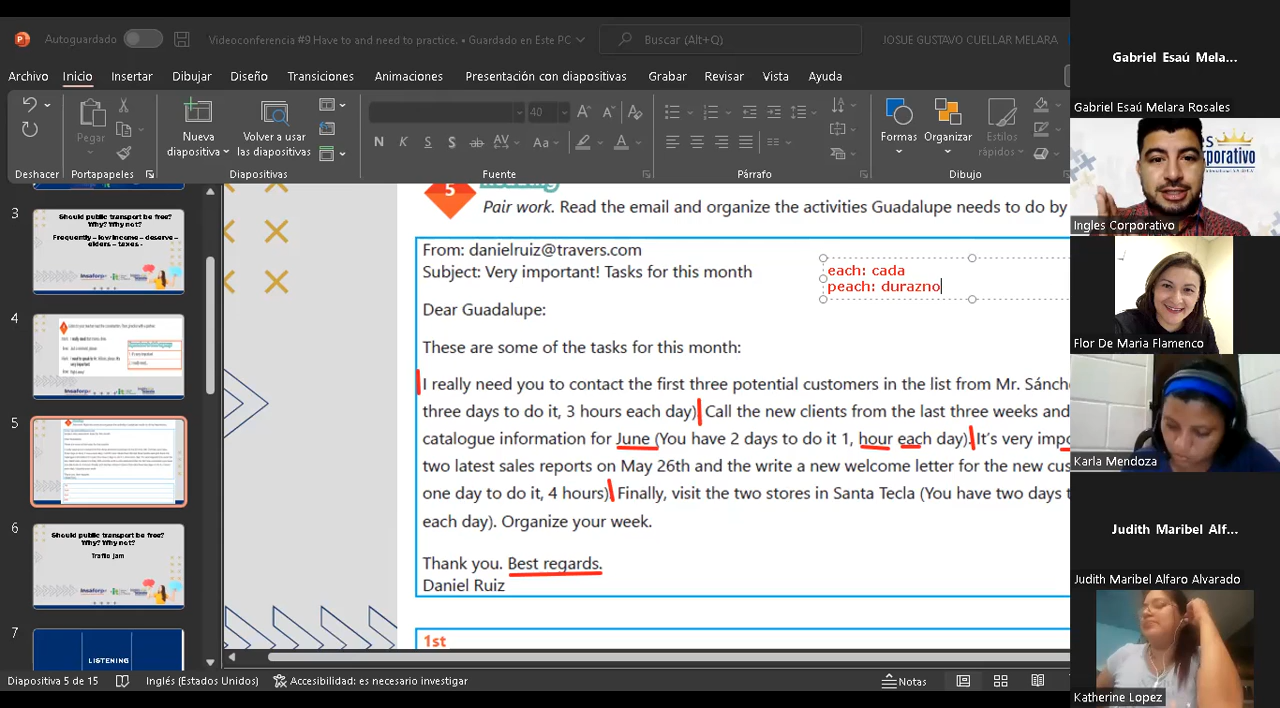 Autoguardado
Videoconferencia #9 Have to and need to practice. • Guardado en Este PC
Buscar (Alt+Q)
JOSUE GUSTAVO CUELLAR MELARA
Archivo Inicio Insertar Dibujar Diseño Transiciones Animaciones Presentación con diapositivas Grabar Revisar Vista Ayuda
Pegar
Nueva diapositiva
Volver a usar las diapositivas
40
N K S S ab AV Aa A
Formas Organizar Estilos rápidos
Deshacer Portapapeles Diapositivas Fuente Párrafo Dibujo
3
Should public transport be free?
Why? Why not?
Frequently – low income – deserve –
elders – taxes -
4
5
6
Should public transport be free?
Why? Why not?
Traffic jam
7
LISTENING
5
Pair work. Read the email and organize the activities Guadalupe needs to do by
From: danielruiz@travers.com
Subject: Very important! Tasks for this month
each: cada
peach: durazno
Dear Guadalupe:
These are some of the tasks for this month:
I really need you to contact the first three potential customers in the list from Mr. Sánch
three days to do it, 3 hours each day). Call the new clients from the last three weeks and
catalogue information for June (You have 2 days to do it 1, hour each day). It's very imp
two latest sales reports on May 26th and the write a new welcome letter for the new cu
one day to do it, 4 hours). Finally, visit the two stores in Santa Tecla (You have two days t
each day). Organize your week.
Thank you. Best regards.
Daniel Ruiz
1st
Diapositiva 5 de 15
Inglés (Estados Unidos)
Accesibilidad: es necesario investigar
Notas
Gabriel Esaú Mela...
Gabriel Esaú Melara Rosales
Ingles Corporativo
Flor De Maria Flamenco
Karla Mendoza
Judith Maribel Alf...
Judith Maribel Alfaro Alvarado
Katherine Lopez